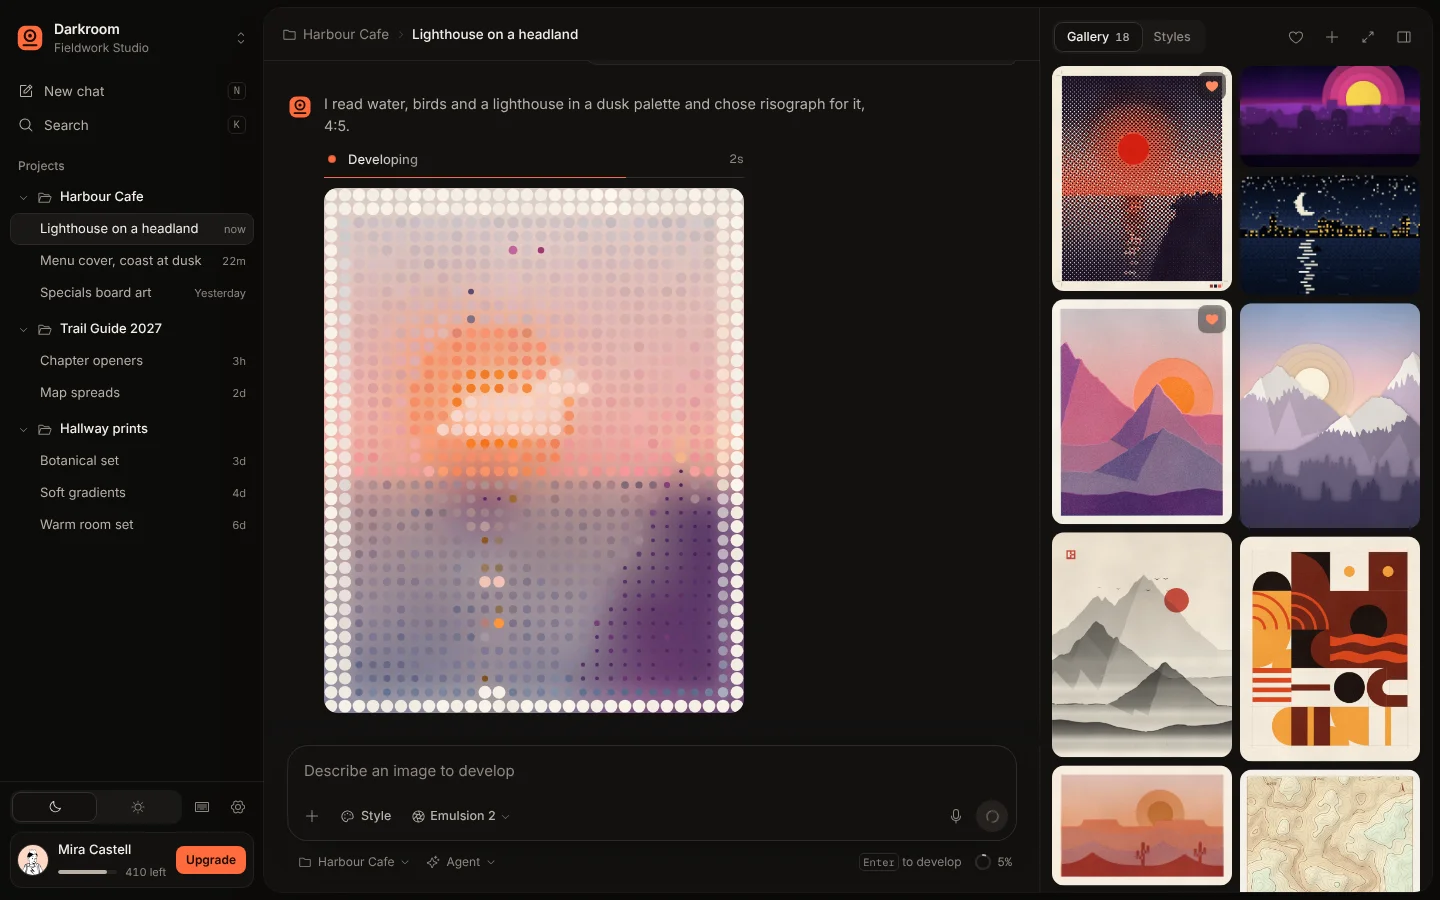 Darkroom
Fieldwork Studio
New chat N
Search K
Projects
Harbour Cafe
Lighthouse on a headland now
Menu cover, coast at dusk 22m
Specials board art Yesterday
Trail Guide 2027
Chapter openers 3h
Map spreads 2d
Hallway prints
Botanical set 3d
Soft gradients 4d
Warm room set 6d
Mira Castell
410 left
Upgrade
Harbour Cafe Lighthouse on a headland
I read water, birds and a lighthouse in a dusk palette and chose risograph for it,
4:5.
Developing 2s
Describe an image to develop
Style Emulsion 2
Harbour Cafe Agent Enter to develop 5%
Gallery 18 Styles